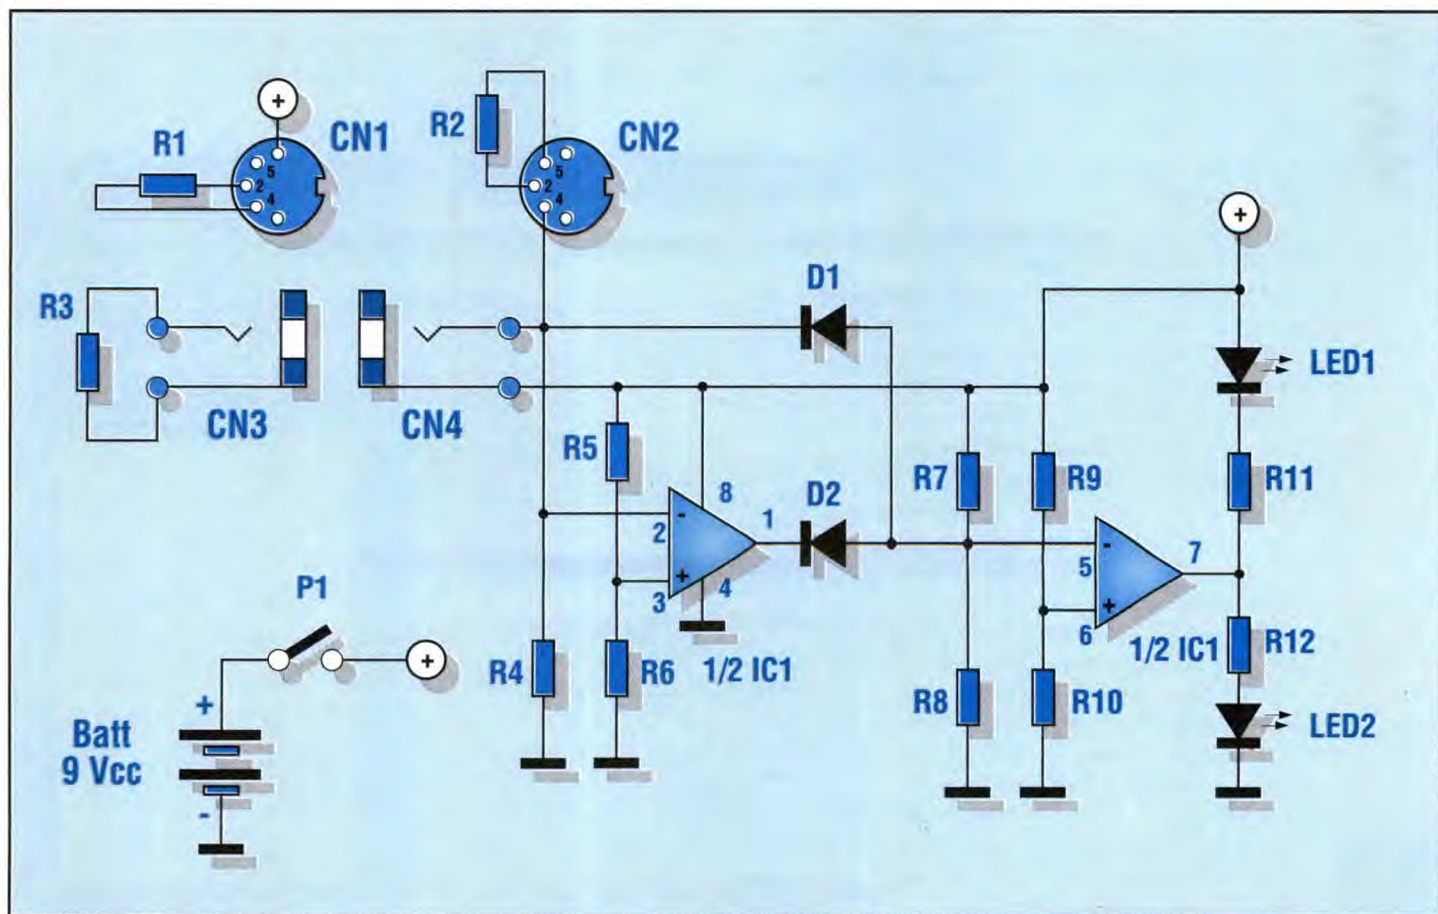 +
R1
CN1
5
2
4
R2
CN2
5
2
4
+
R3
CN3
CN4
D1
LED1
R5
8
-
2
1
+
3
4
1/2 IC1
D2
R7
R9
R11
-
5
7
+
6
1/2 IC1
R4
R6
R8
R10
R12
LED2
P1
+
+
Batt
9 Vcc
-